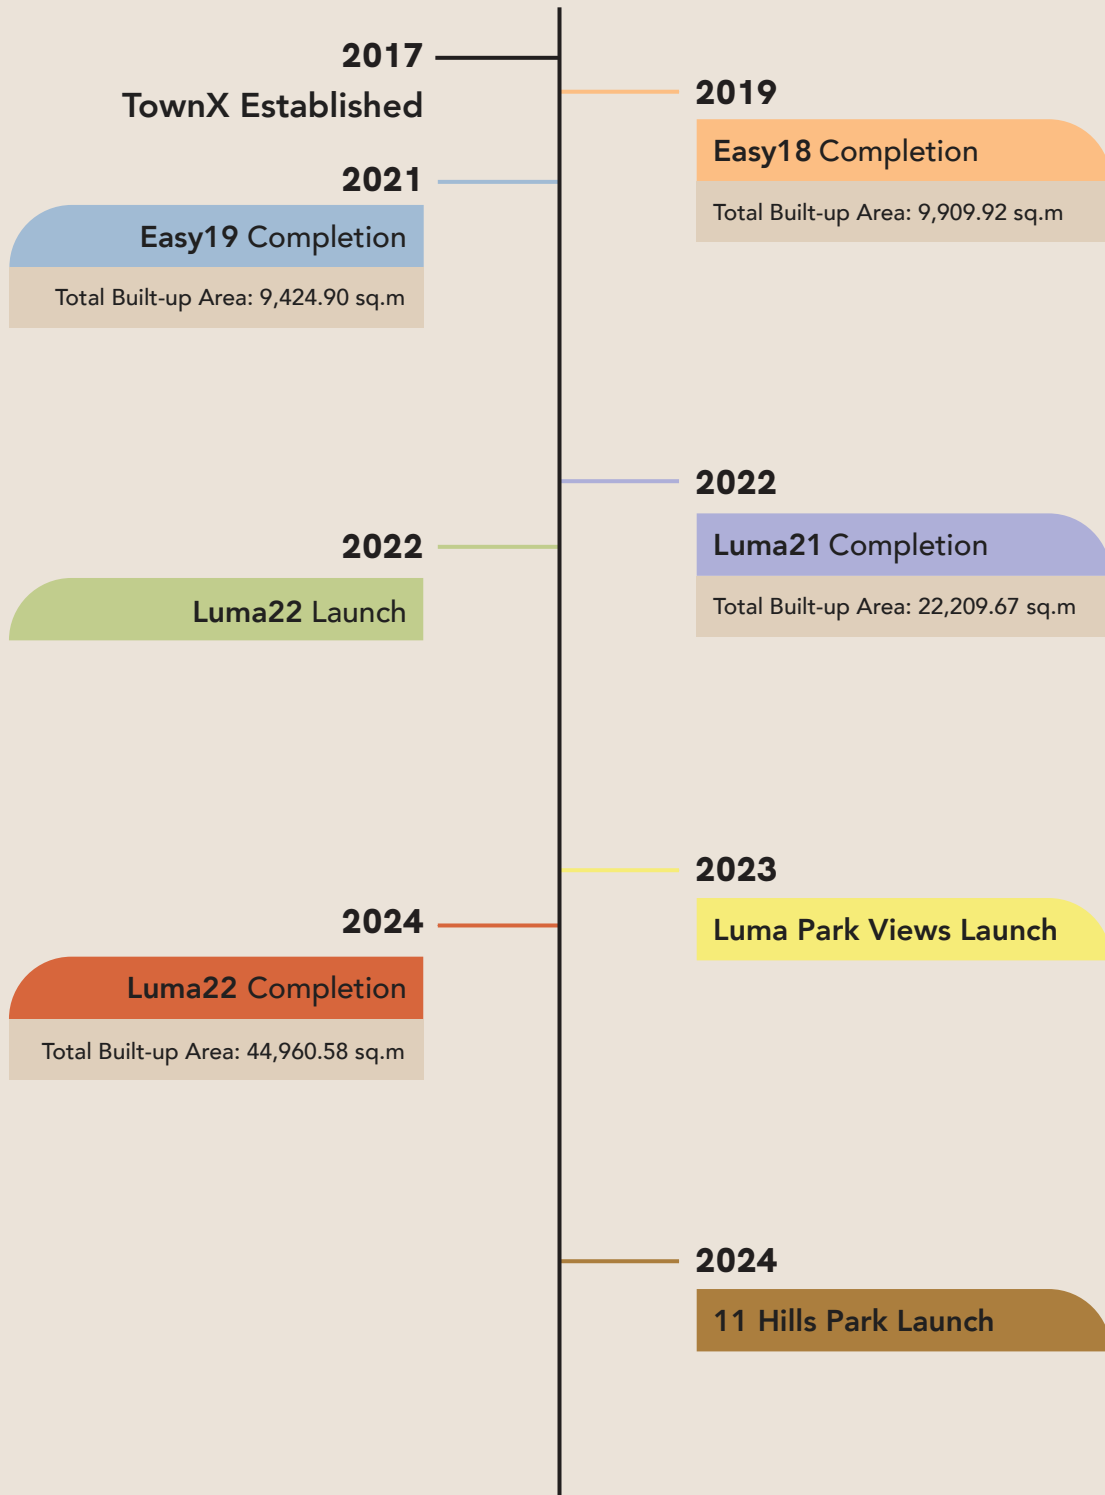 2017
TownX Established
2019
Easy18 Completion
Total Built-up Area: 9,909.92 sq.m
2021
Easy19 Completion
Total Built-up Area: 9,424.90 sq.m
2022
Luma21 Completion
Total Built-up Area: 22,209.67 sq.m
2022
Luma22 Launch
2023
Luma Park Views Launch
2024
Luma22 Completion
Total Built-up Area: 44,960.58 sq.m
2024
11 Hills Park Launch